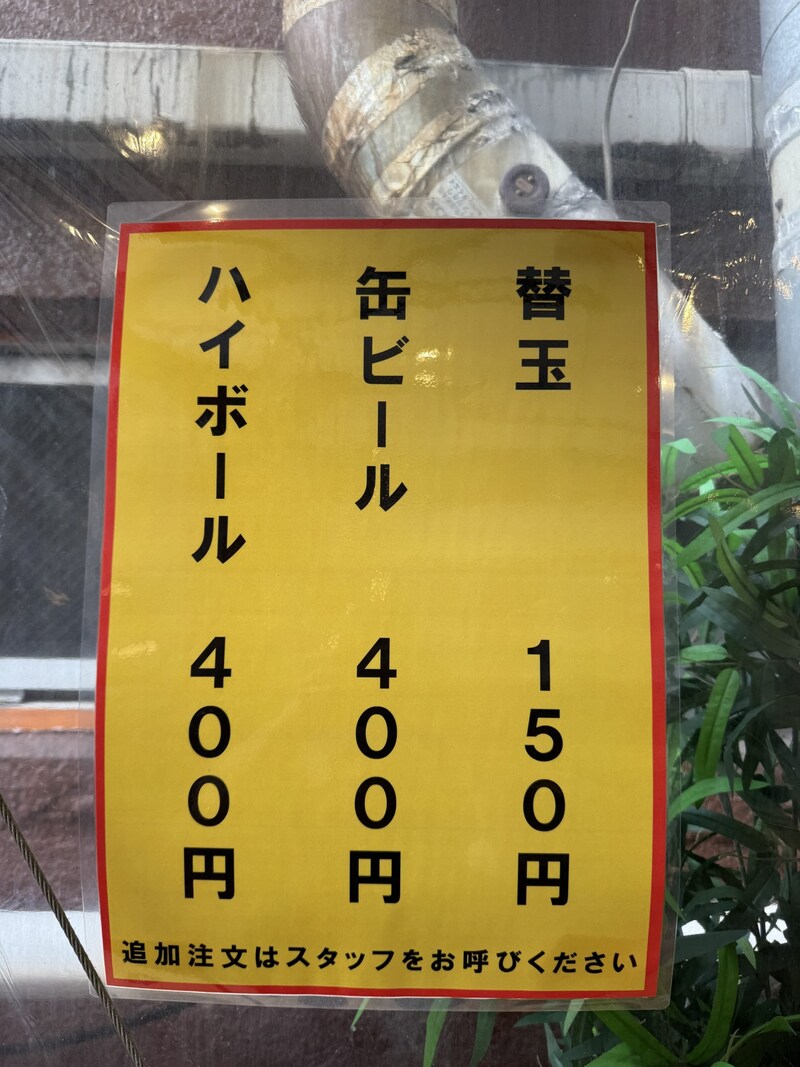 替玉 150円
缶ビール 400円
ハイボール 400円
追加注文はスタッフをお呼びください